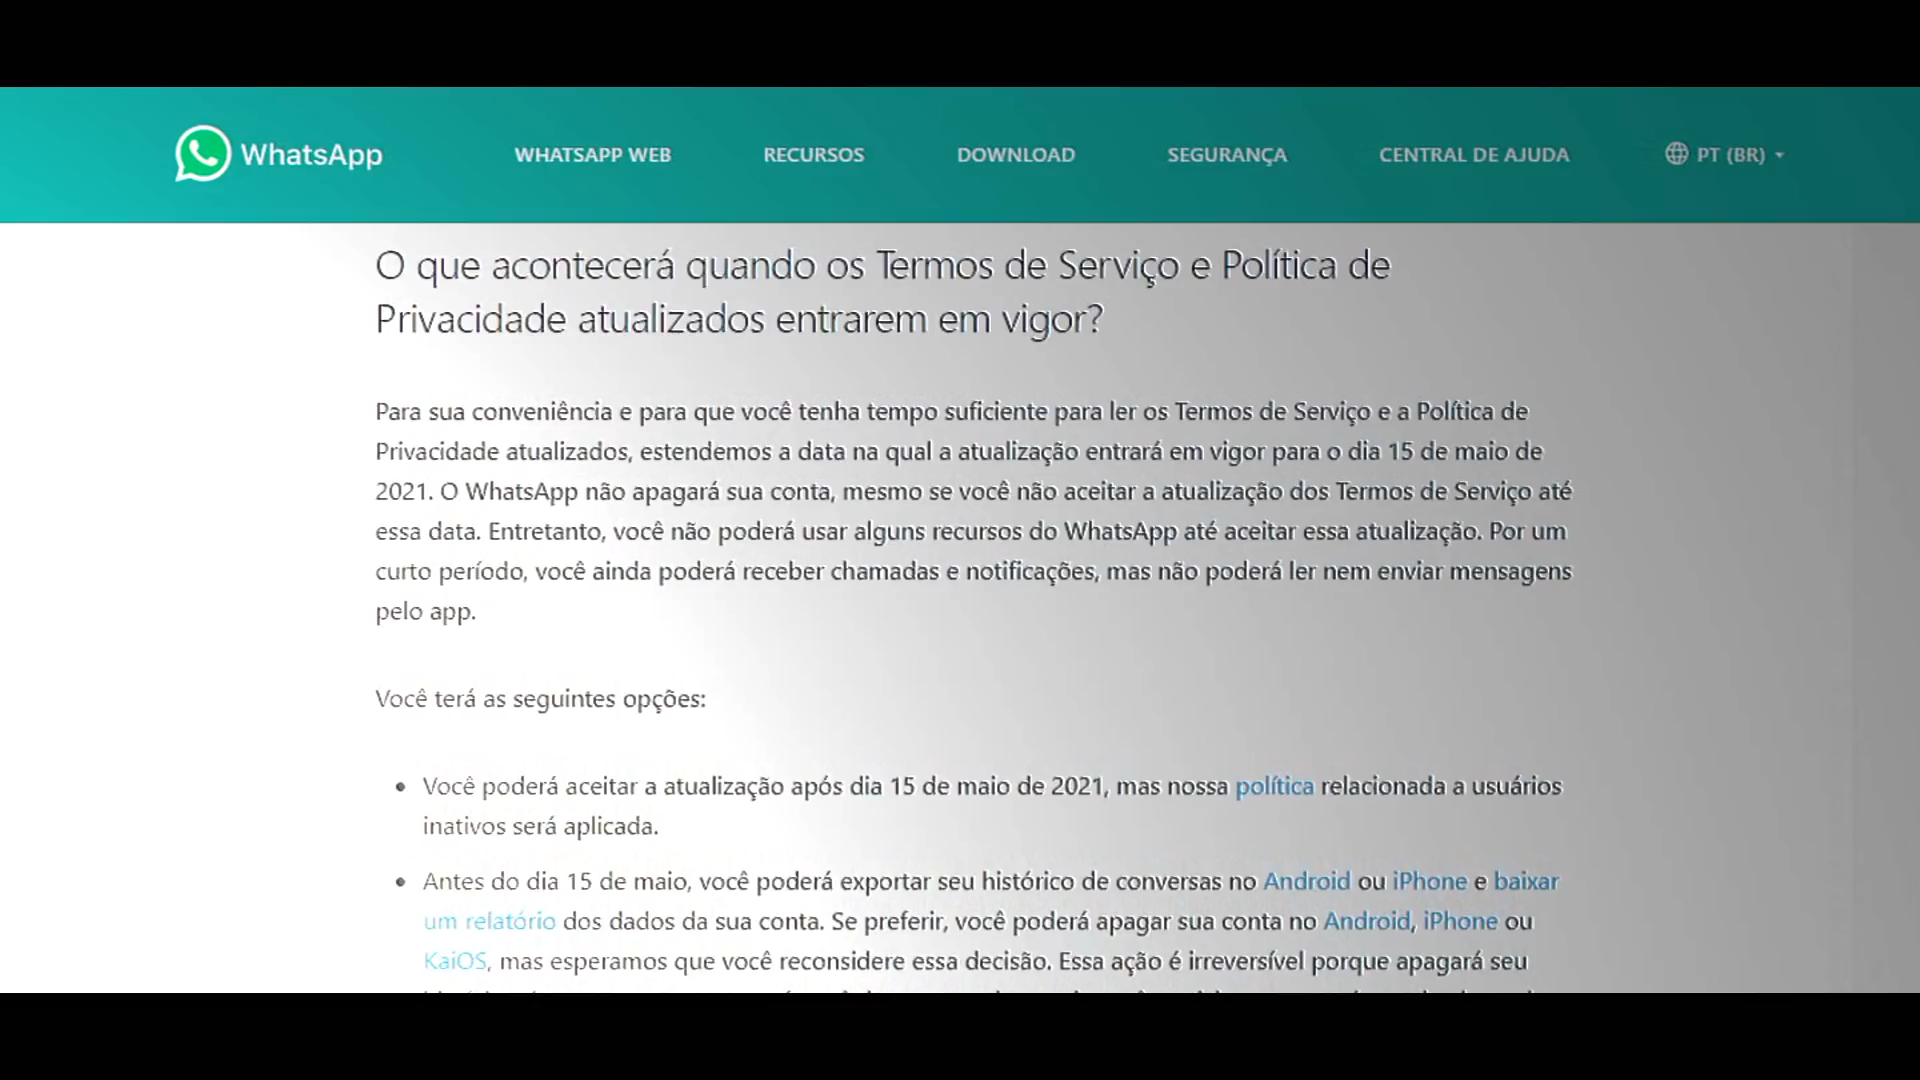 WhatsApp
WHATSAPP WEB
RECURSOS
DOWNLOAD
SEGURANÇA
CENTRAL DE AJUDA
PT (BR)
O que acontecerá quando os Termos de Serviço e Política de
Privacidade atualizados entrarem em vigor?
Para sua conveniência e para que você tenha tempo suficiente para ler os Termos de Serviço e a Política de
Privacidade atualizados, estendemos a data na qual a atualização entrará em vigor para o dia 15 de maio de
2021. O WhatsApp não apagará sua conta, mesmo se você não aceitar a atualização dos Termos de Serviço até
essa data. Entretanto, você não poderá usar alguns recursos do WhatsApp até aceitar essa atualização. Por um
curto período, você ainda poderá receber chamadas e notificações, mas não poderá ler nem enviar mensagens
pelo app.
Você terá as seguintes opções:
• Você poderá aceitar a atualização após dia 15 de maio de 2021, mas nossa política relacionada a usuários
inativos será aplicada.
• Antes do dia 15 de maio, você poderá exportar seu histórico de conversas no Android ou iPhone e baixar
um relatório dos dados da sua conta. Se preferir, você poderá apagar sua conta no Android, iPhone ou
KaiOS, mas esperamos que você reconsidere essa decisão. Essa ação é irreversível porque apagará seu